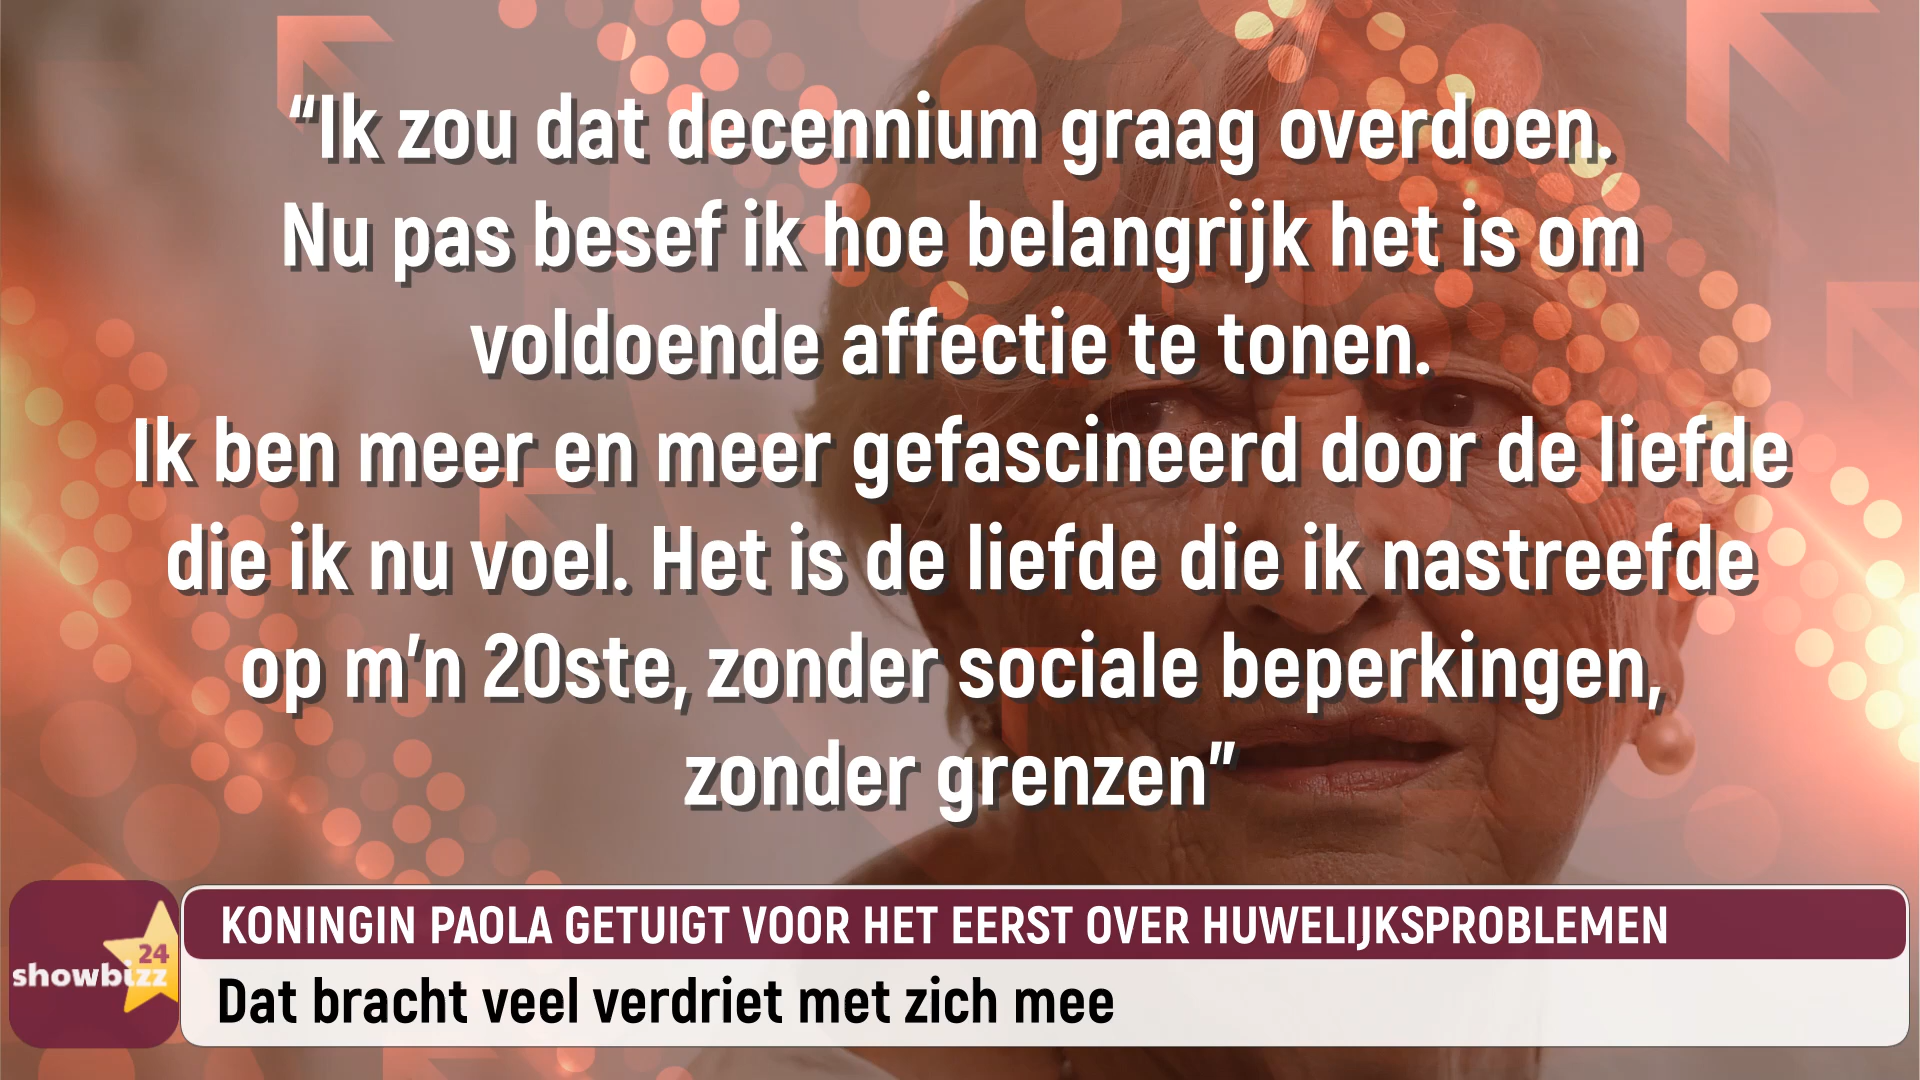 “Ik zou dat decennium graag overdoen.
Nu pas besef ik hoe belangrijk het is om
voldoende affectie te tonen.
Ik ben meer en meer gefascineerd door de liefde
die ik nu voel. Het is de liefde die ik nastreefde
op m’n 20ste, zonder sociale beperkingen,
zonder grenzen”
KONINGIN PAOLA GETUIGT VOOR HET EERST OVER HUWELIJKSPROBLEMEN
24
showbizz
Dat bracht veel verdriet met zich mee